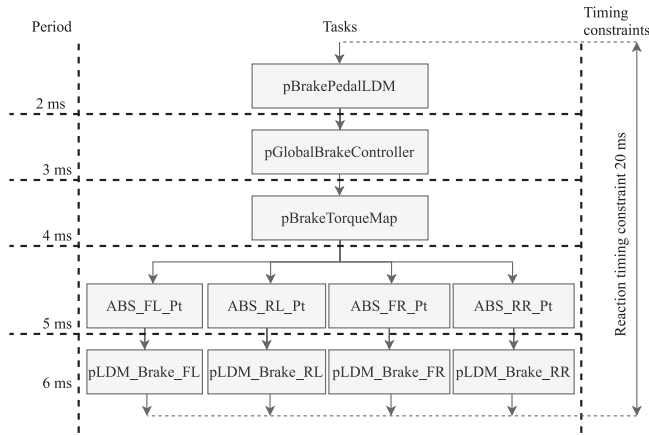 Period
Tasks
Timing
constraints
pBrakePedalLDM
2 ms
pGlobalBrakeController
3 ms
pBrakeTorqueMap
4 ms
ABS_FL_Pt
ABS_RL_Pt
ABS_FR_Pt
ABS_RR_Pt
5 ms
pLDM_Brake_FL
pLDM_Brake_RL
pLDM_Brake_FR
pLDM_Brake_RR
6 ms
Reaction timing constraint 20 ms